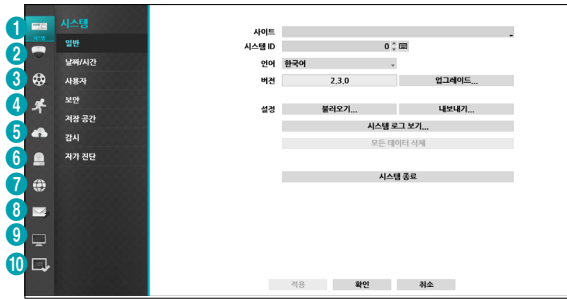 1
시스템
2
3
4
5
6
7
8
9
10
시스템
일반
날짜/시간
사용자
보안
저장 공간
감시
자가 진단
사이트
시스템 ID 0
언어 한국어
버전 2.3.0 업그레이드...
설정 불러오기... 내보내기...
시스템 로그 보기...
모든 데이터 삭제
시스템 종료
적용 확인 취소